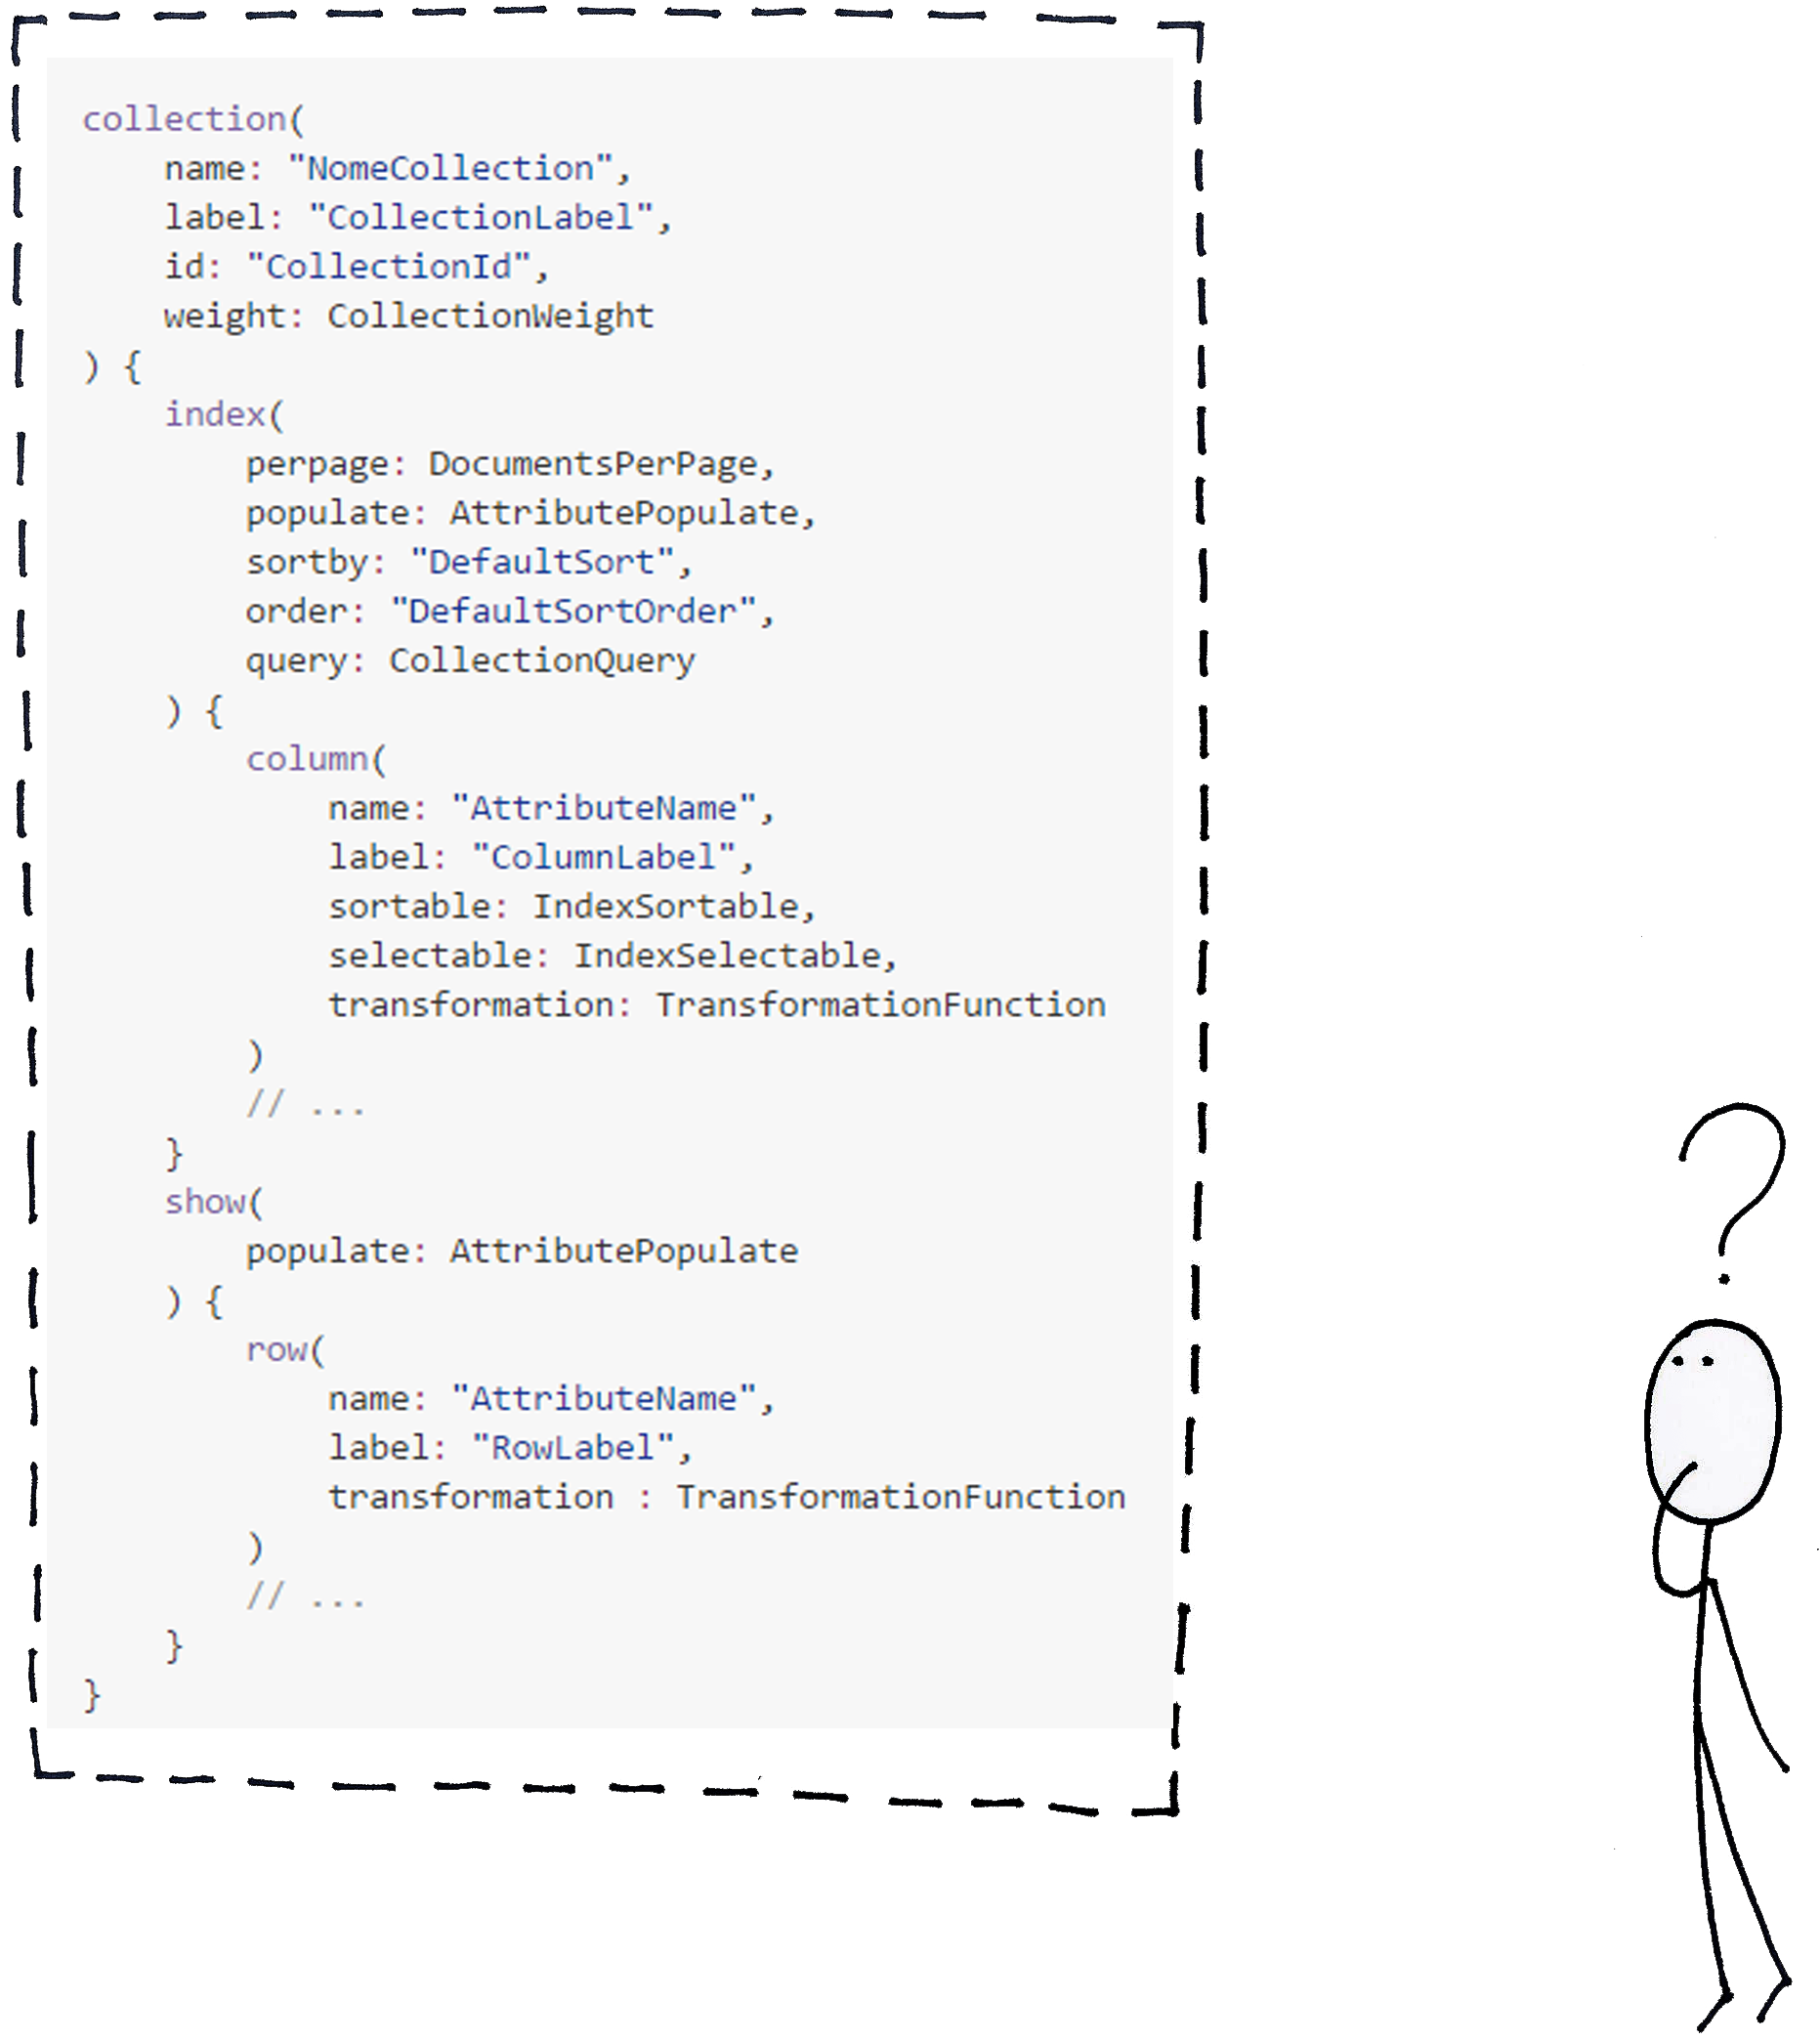 collection(
name: "NomeCollection",
label: "CollectionLabel",
id: "CollectionId",
weight: CollectionWeight
) {
index(
perpage: DocumentsPerPage,
populate: AttributePopulate,
sortby: "DefaultSort",
order: "DefaultSortOrder",
query: CollectionQuery
) {
column(
name: "AttributeName",
label: "ColumnLabel",
sortable: IndexSortable,
selectable: IndexSelectable,
transformation: TransformationFunction
)
// ...
}
show(
populate: AttributePopulate
) {
row(
name: "AttributeName",
label: "RowLabel",
transformation : TransformationFunction
)
// ...
}
}
?